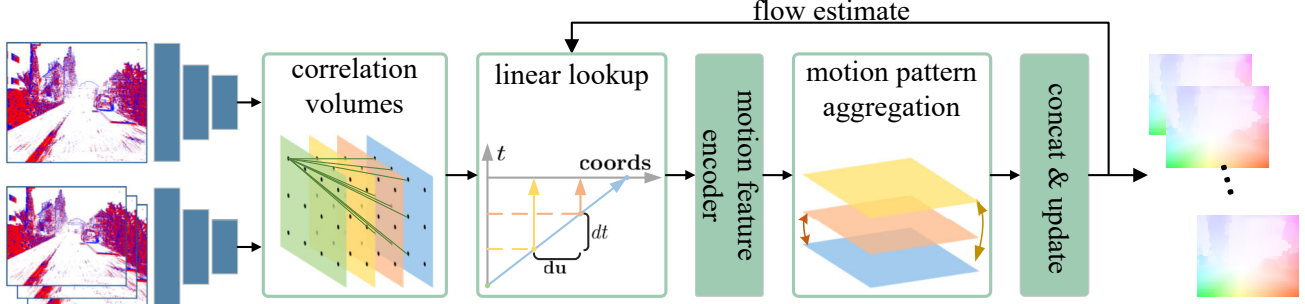 flow estimate
correlation
volumes
linear lookup
t
coords
dt
du
motion feature
encoder
motion pattern
aggregation
concat & update